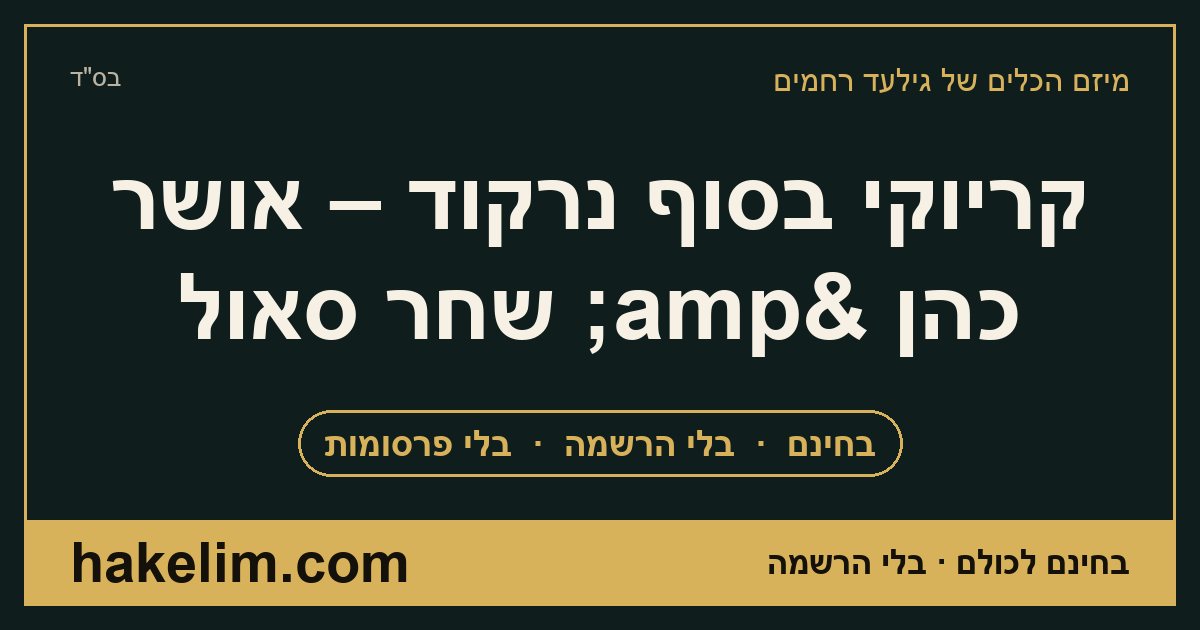 מיזם הכלים של גילעד רחמים
בס"ד
קריוקי בסוף נרקוד – אושר
כהן &amp; שחר סאול
בחינם · בלי הרשמה · בלי פרסומות
בחינם לכולם · בלי הרשמה
hakelim.com